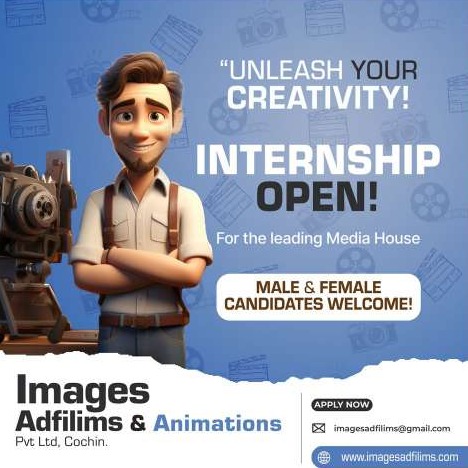 “UNLEASH YOUR
CREATIVITY!
INTERNSHIP
OPEN!
For the leading Media House
MALE & FEMALE
CANDIDATES WELCOME!
Images
Adfilims & Animations
Pvt Ltd, Cochin.
APPLY NOW
imagesadfilims@gmail.com
www.imagesadfilms.com